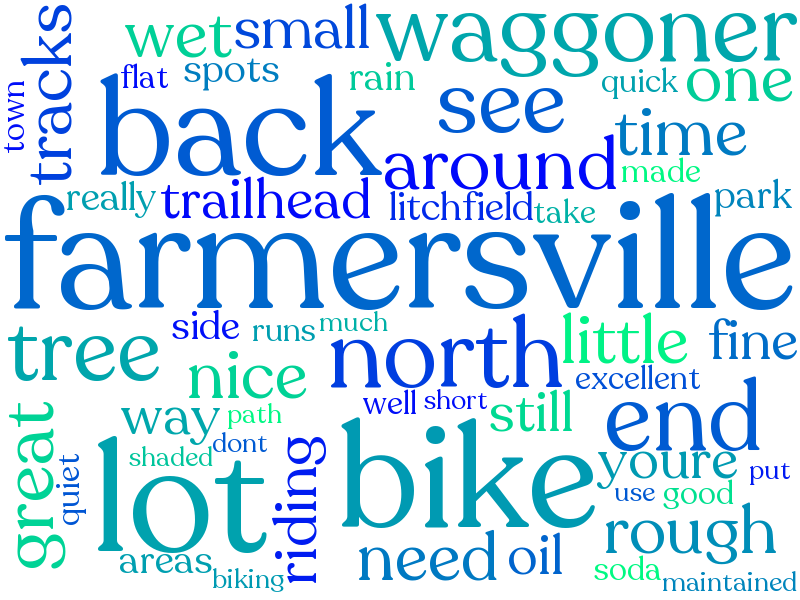 tracks
town
wet
small
waggoner
flat
spots
rain
quick
one
back
see
time
around
made
really
trailhead
litchfield
take
park
farmersville
tree
side
runs
much
north
little
fine
nice
excellent
great
way
path
well
short
still
end
quiet
shaded
dont
lot
riding
bike
youre
put
use
good
rough
areas
biking
need
oil
soda
maintained